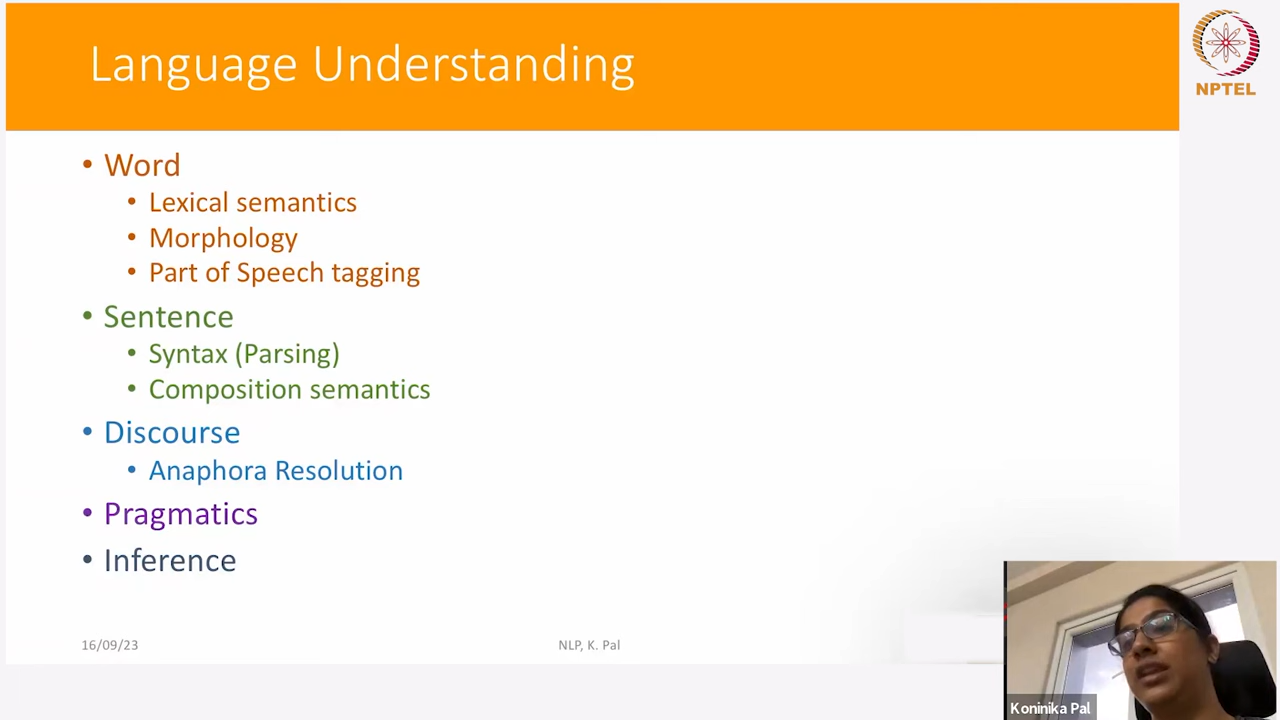 Language Understanding
NPTEL
• Word
• Lexical semantics
• Morphology
• Part of Speech tagging
• Sentence
• Syntax (Parsing)
• Composition semantics
• Discourse
• Anaphora Resolution
• Pragmatics
• Inference
16/09/23
NLP, K. Pal
Koninika Pal